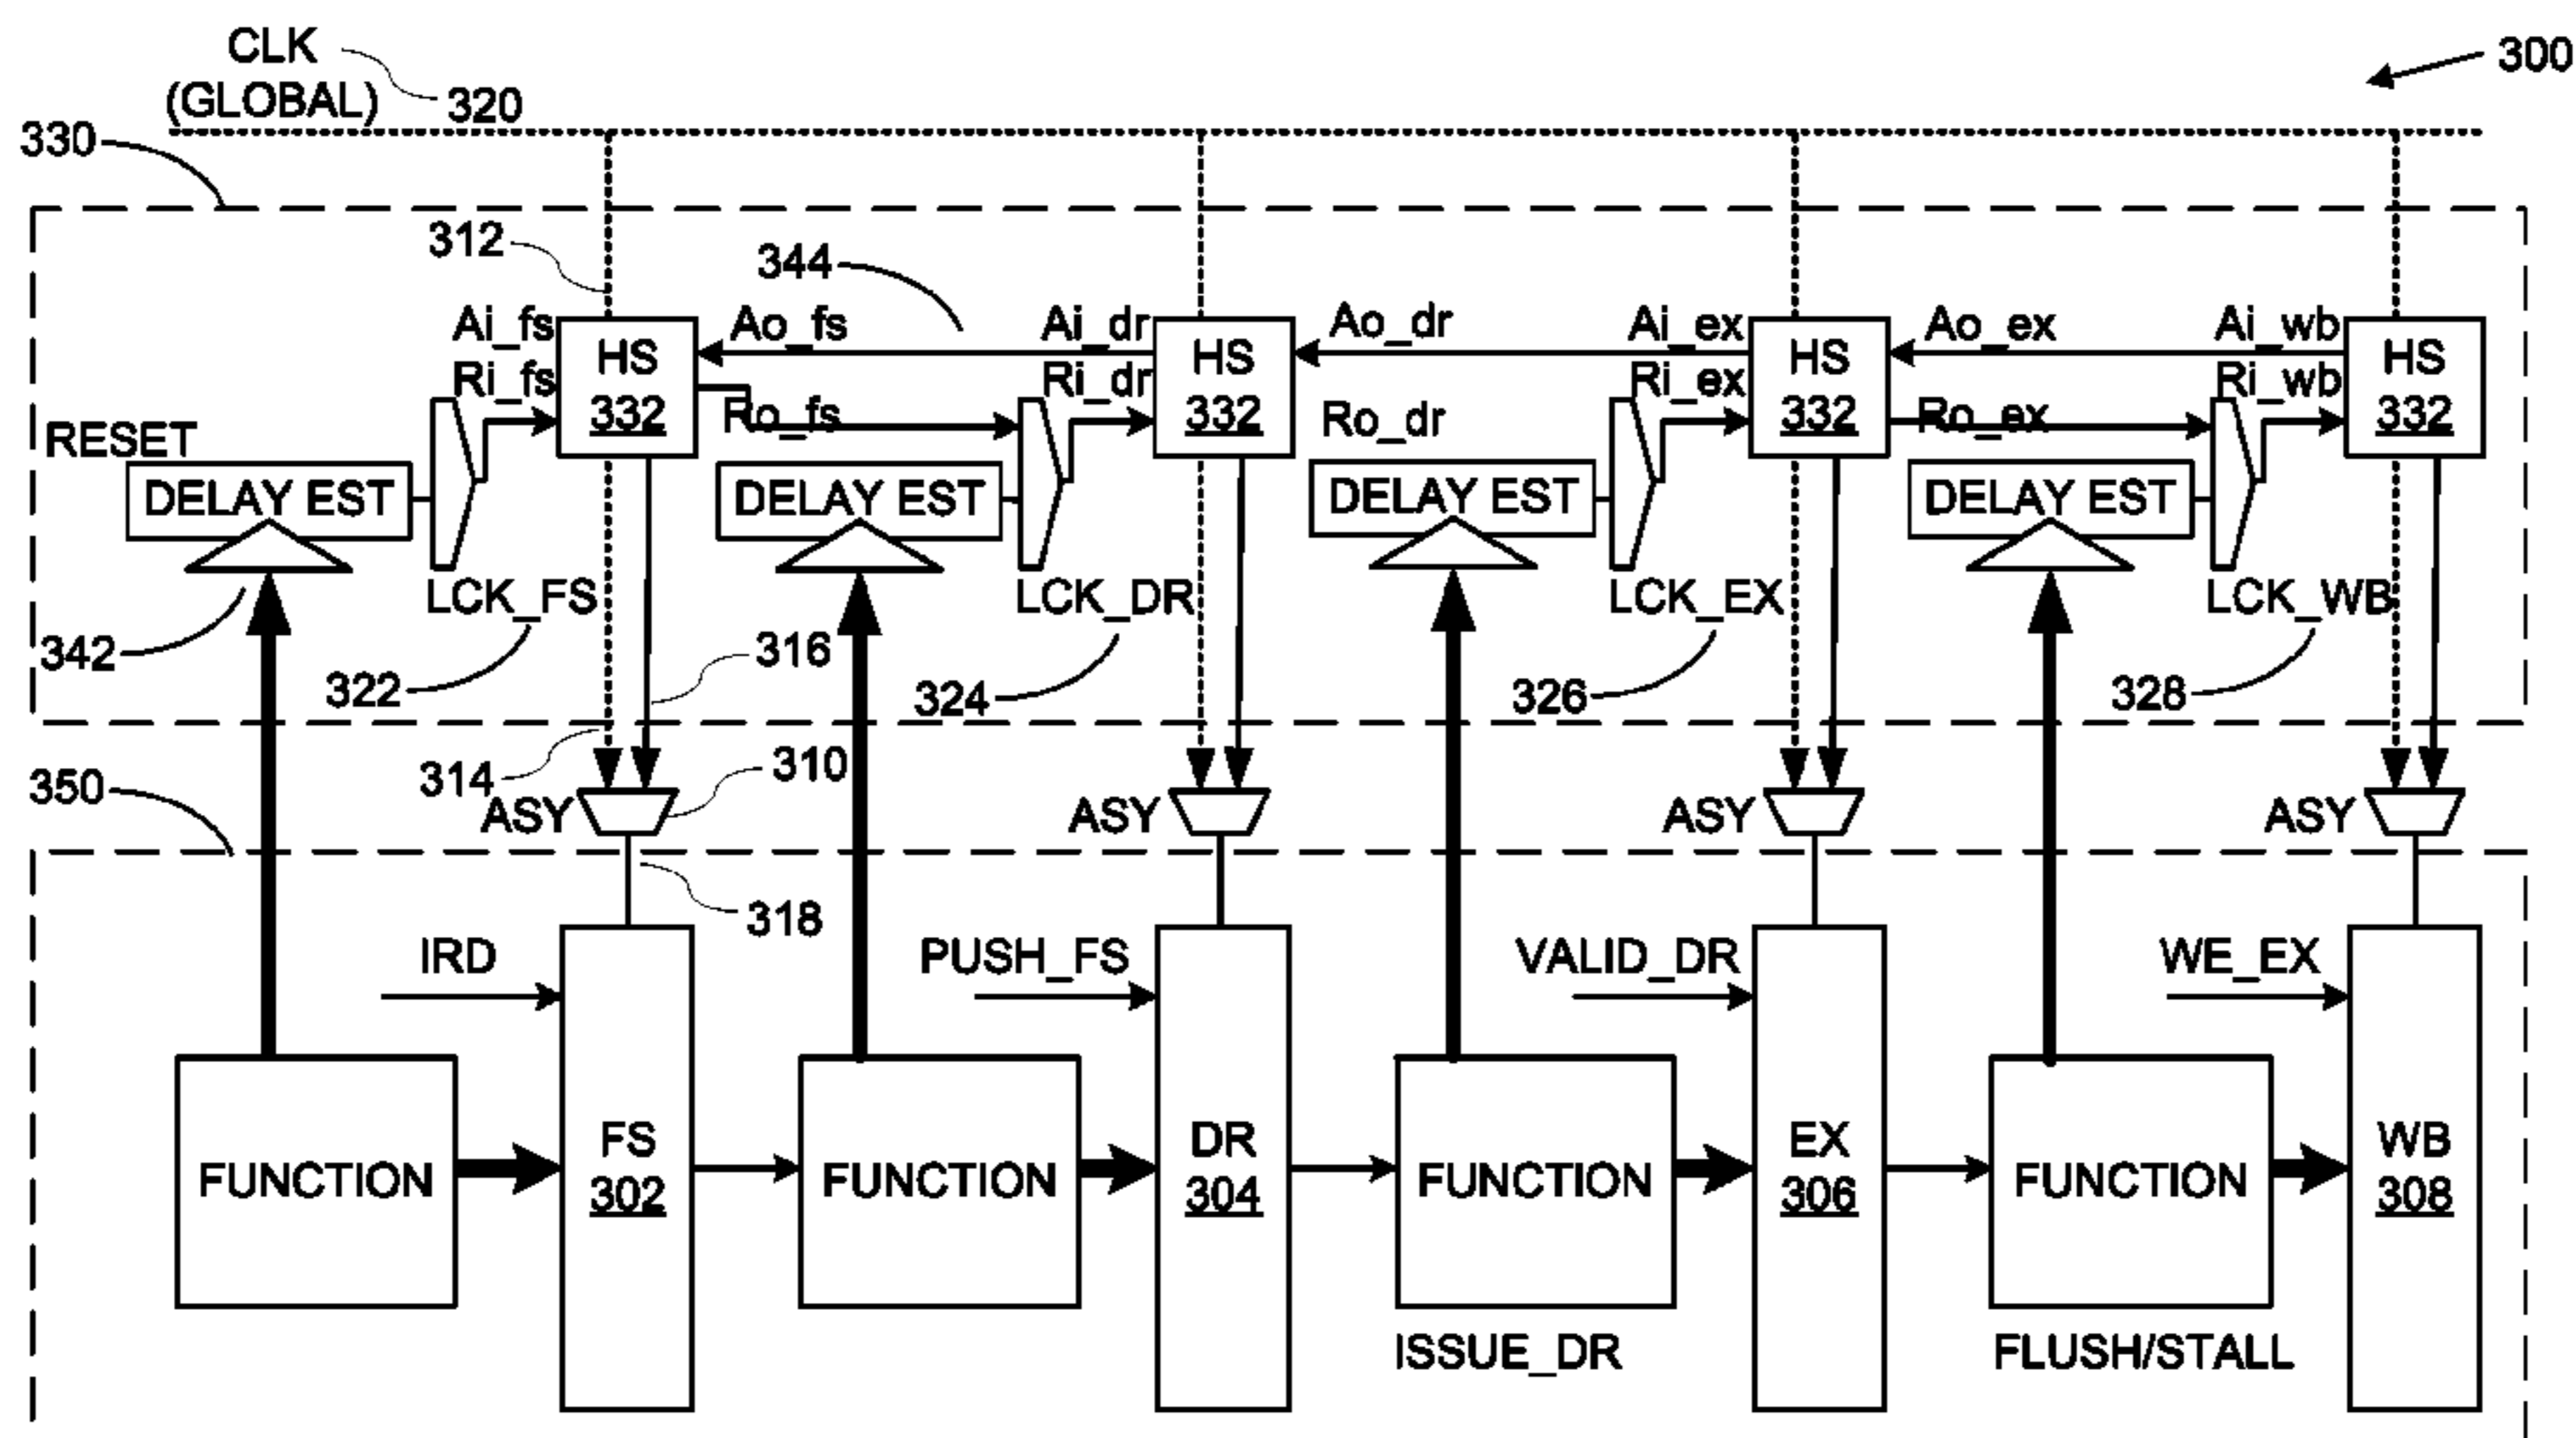 CLK
(GLOBAL)
320
300
330
312
344
Ai_fs
Ao_fs
Ai_dr
Ao_dr
Ai_ex
Ao_ex
Ai_wb
HS
332
HS
332
HS
332
HS
332
Ri_fs
Ro_fs
Ri_dr
Ro_dr
Ri_ex
Ro_ex
Ri_wb
RESET
DELAY EST
DELAY EST
DELAY EST
DELAY EST
LCK_FS
LCK_DR
LCK_EX
LCK_WB
342
322
316
324
326
328
314
310
350
ASY
ASY
ASY
ASY
318
IRD
PUSH_FS
VALID_DR
WE_EX
FUNCTION
FS
302
FUNCTION
DR
304
FUNCTION
EX
306
FUNCTION
WB
308
ISSUE_DR
FLUSH/STALL